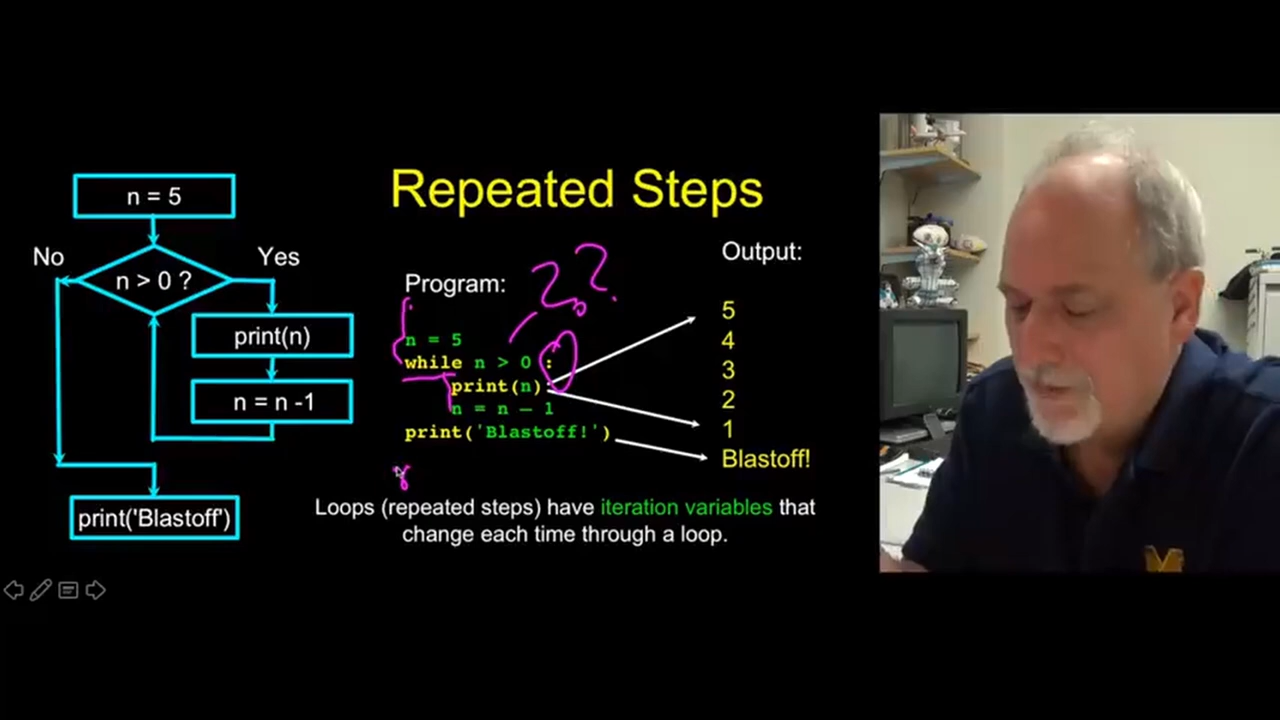 Repeated Steps
n = 5
No
Yes
n > 0 ?
print(n)
n = n -1
print('Blastoff')
Program:
??
n = 5
while n > 0 :
print(n)
n = n – 1
print('Blastoff!')
Output:
5
4
3
2
1
Blastoff!
Loops (repeated steps) have iteration variables that
change each time through a loop.